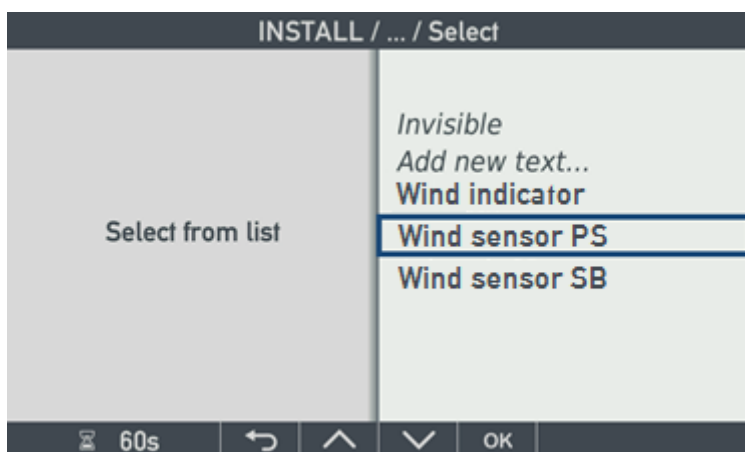 INSTALL / ... / Select
Select from list
Invisible
Add new text...
Wind indicator
Wind sensor PS
Wind sensor SB
60s
OK